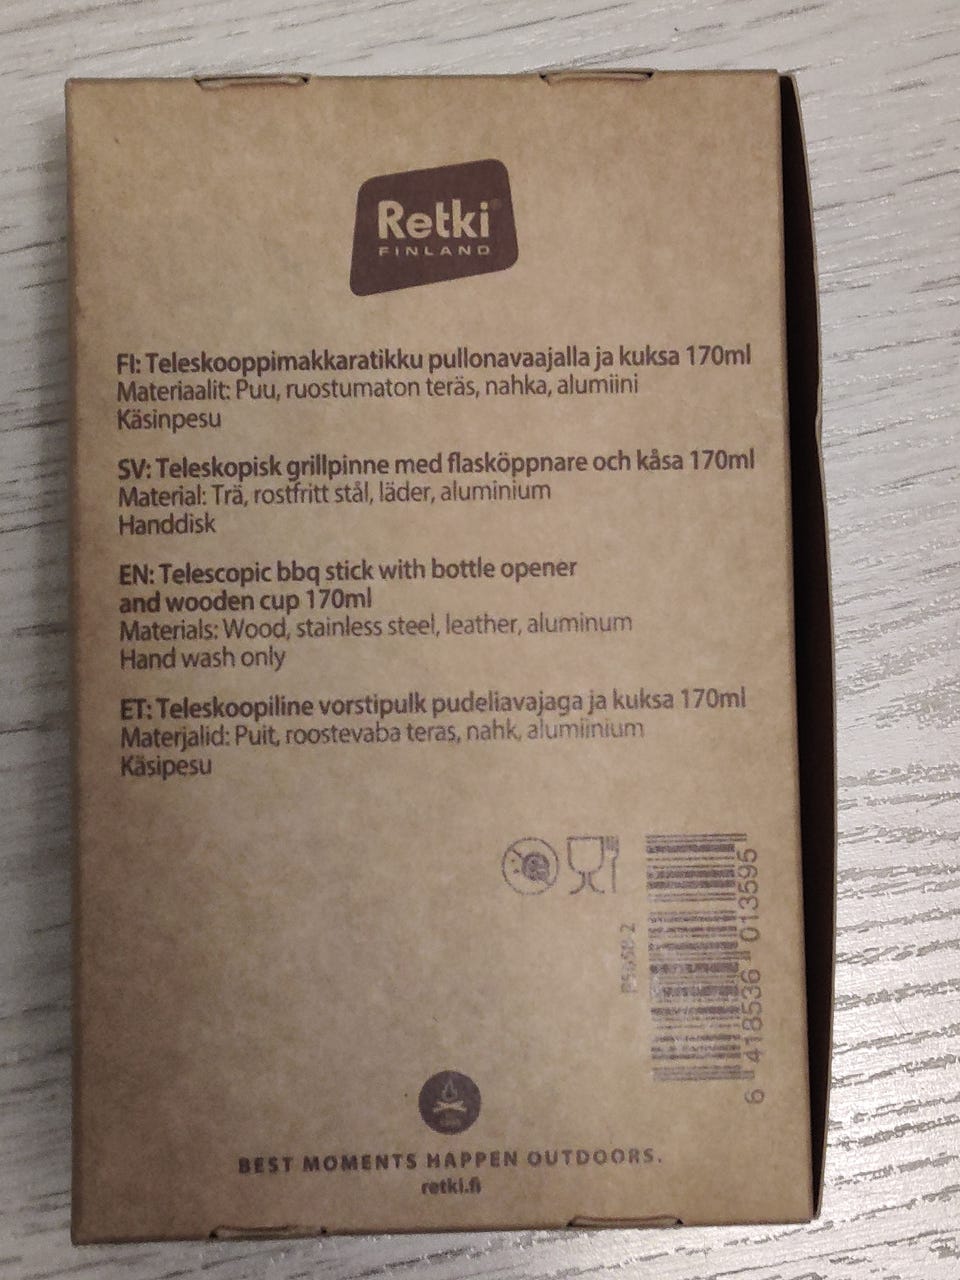 Retki®
FINLAND
FI: Teleskooppimakkaratikku pullonavaajalla ja kuksa 170ml
Materiaalit: Puu, ruostumaton teräs, nahka, alumiini
Käsinpesu
SV: Teleskopisk grillpinne med flasköppnare och kåsa 170ml
Material: Trä, rostfritt stål, läder, aluminium
Handdisk
EN: Telescopic bbq stick with bottle opener
and wooden cup 170ml
Materials: Wood, stainless steel, leather, aluminum
Hand wash only
ET: Teleskoopiline vorstipulk pudeliavajaga ja kuksa 170ml
Materjalid: Puit, roostevaba teras, nahk, alumiinium
Käsipesu
6 418536 013595
BEST MOMENTS HAPPEN OUTDOORS.
retki.fi